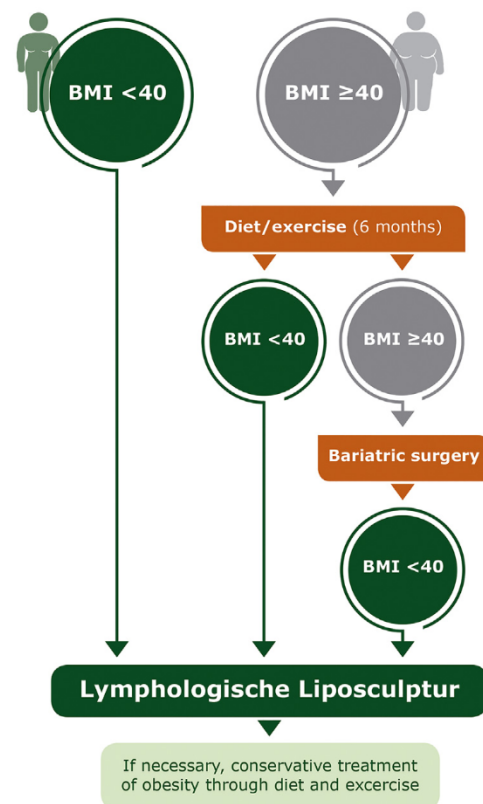 BMI <40
BMI ≥40
Diet/exercise (6 months)
BMI <40
BMI ≥40
Bariatric surgery
BMI <40
Lymphologische Liposculptur
If necessary, conservative treatment
of obesity through diet and excercise